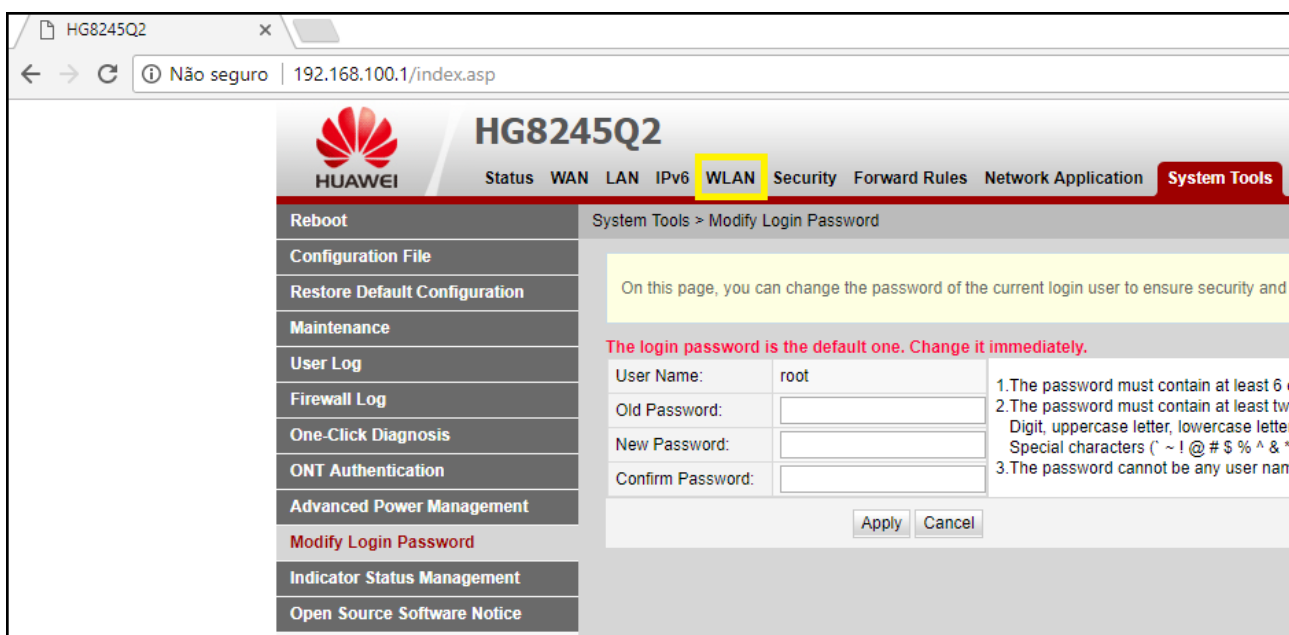 HG8245Q2
Não seguro | 192.168.100.1/index.asp
HUAWEI
HG8245Q2
Status WAN LAN IPv6 WLAN Security Forward Rules Network Application System Tools
Reboot
Configuration File
Restore Default Configuration
Maintenance
User Log
Firewall Log
One-Click Diagnosis
ONT Authentication
Advanced Power Management
Modify Login Password
Indicator Status Management
Open Source Software Notice
System Tools > Modify Login Password
On this page, you can change the password of the current login user to ensure security and
The login password is the default one. Change it immediately.
User Name: root
Old Password:
New Password:
Confirm Password:
1.The password must contain at least 6
2.The password must contain at least tw
Digit, uppercase letter, lowercase lette
Special characters (` ~ ! @ # $ % ^ & *
3.The password cannot be any user nam
Apply Cancel